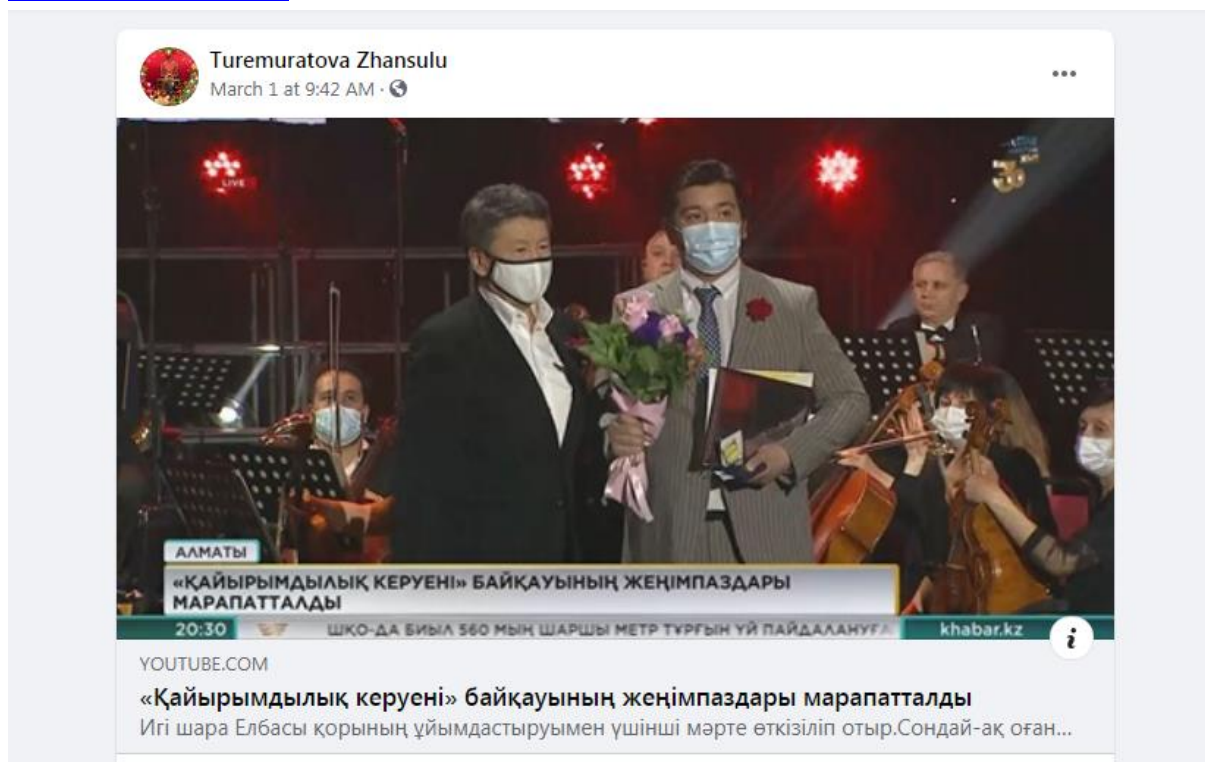 Turemuratova Zhansulu
March 1 at 9:42 AM ·
LIVE
АЛМАТЫ
«ҚАЙЫРЫМДЫЛЫҚ КЕРУЕНІ» БАЙҚАУЫНЫҢ ЖЕҢІМПАЗДАРЫ
МАРАПАТТАЛДЫ
20:30 ШҚО-ДА БИЫЛ 560 МЫҢ ШАРШЫ МЕТР ТҰРҒЫН ҮЙ ПАЙДАЛАНУҒА khabar.kz
YOUTUBE.COM
«Қайырымдылық керуені» байқауының жеңімпаздары марапатталды
Игі шара Елбасы қорының ұйымдастыруымен үшінші мәрте өткізіліп отыр.Сондай-ақ оған...